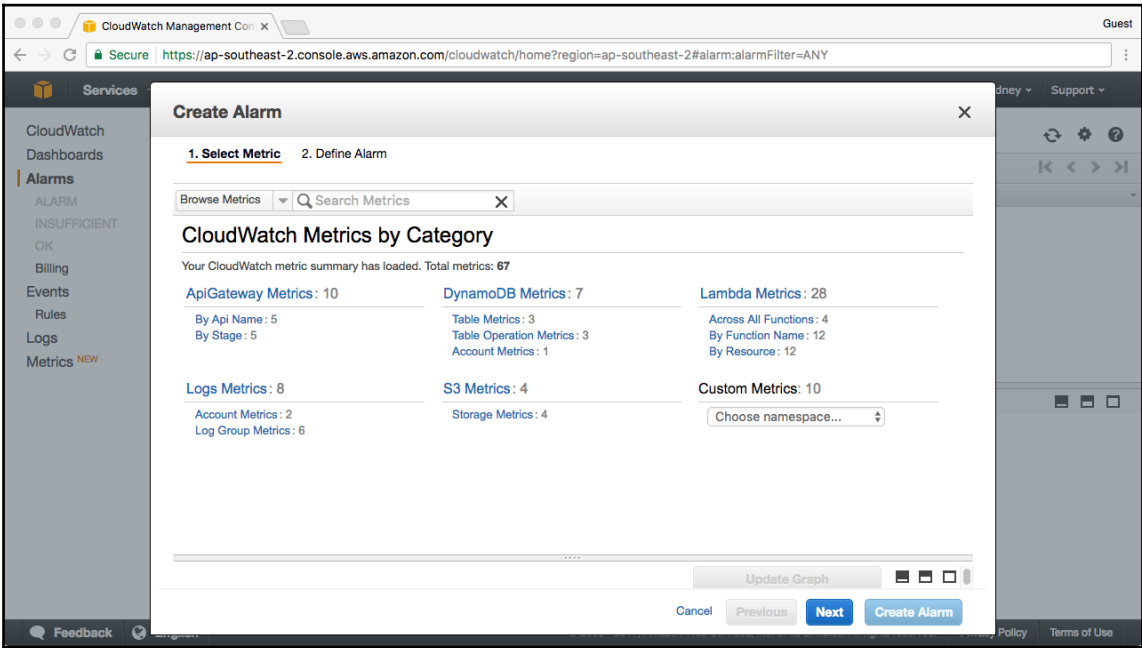 CloudWatch Management Con
Guest
Secure https://ap-southeast-2.console.aws.amazon.com/cloudwatch/home?region=ap-southeast-2#alarm:alarmFilter=ANY
Services
Support
CloudWatch
Dashboards
Alarms
ALARM
INSUFFICIENT
OK
Billing
Events
Rules
Logs
Metrics NEW
Create Alarm
1. Select Metric 2. Define Alarm
Browse Metrics Search Metrics
CloudWatch Metrics by Category
Your CloudWatch metric summary has loaded. Total metrics: 67
ApiGateway Metrics: 10
By Api Name: 5
By Stage: 5
DynamoDB Metrics: 7
Table Metrics: 3
Table Operation Metrics: 3
Account Metrics: 1
Lambda Metrics: 28
Across All Functions: 4
By Function Name: 12
By Resource: 12
Logs Metrics: 8
Account Metrics: 2
Log Group Metrics: 6
S3 Metrics: 4
Storage Metrics: 4
Custom Metrics: 10
Choose namespace...
Update Graph
Cancel Previous Next Create Alarm
Feedback
Policy Terms of Use